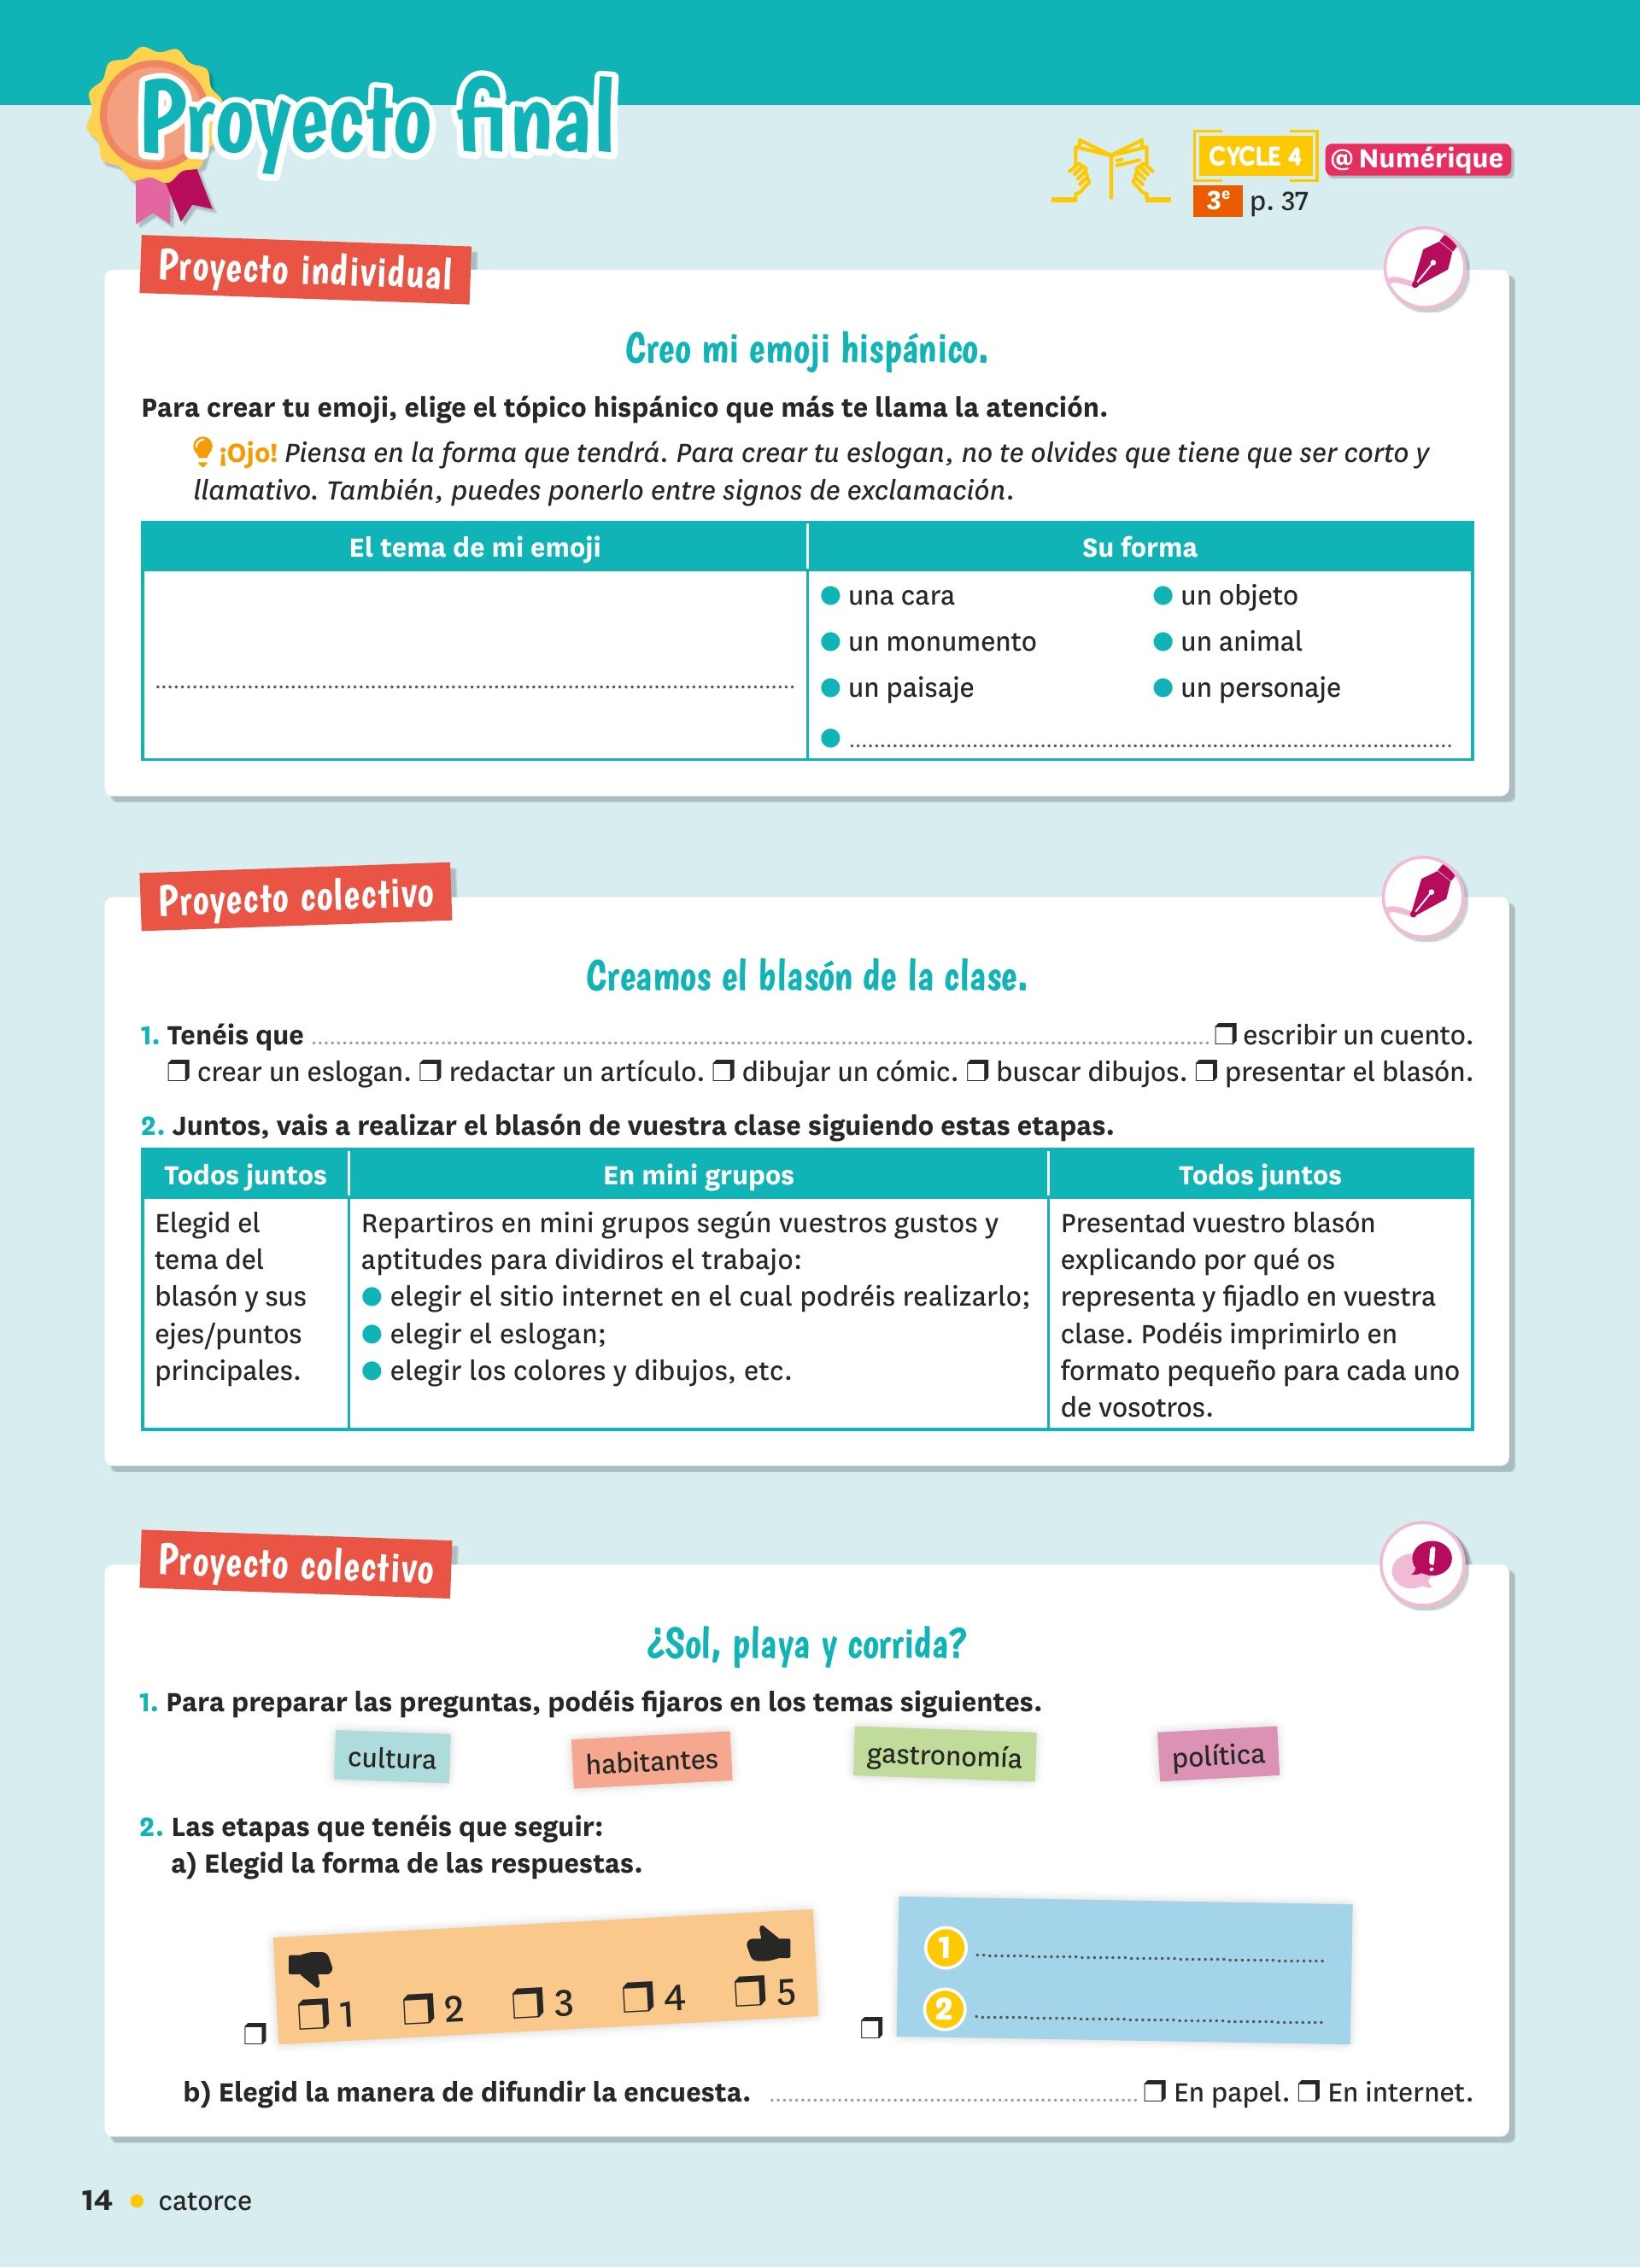 Proyecto final
CYCLE 4
@ Numérique
3e p. 37
Proyecto individual
Creo mi emoji hispánico.
Para crear tu emoji, elige el tópico hispánico que más te llama la atención.
¡Ojo! Piensa en la forma que tendrá. Para crear tu eslogan, no te olvides que tiene que ser corto y
llamativo. También, puedes ponerlo entre signos de exclamación.
El tema de mi emoji
Su forma
una cara
un objeto
un monumento
un animal
un paisaje
un personaje
Proyecto colectivo
Creamos el blasón de la clase.
1. Tenéis que ........ ❒ escribir un cuento.
❒ crear un eslogan. ❒ redactar un artículo. ❒ dibujar un cómic. ❒ buscar dibujos. ❒ presentar el blasón.
2. Juntos, vais a realizar el blasón de vuestra clase siguiendo estas etapas.
Todos juntos
En mini grupos
Todos juntos
Elegid el
tema del
blasón y sus
ejes/puntos
principales.
Repartiros en mini grupos según vuestros gustos y
aptitudes para dividiros el trabajo:
elegir el sitio internet en el cual podréis realizarlo;
elegir el eslogan;
elegir los colores y dibujos, etc.
Presentad vuestro blasón
explicando por qué os
representa y fijadlo en vuestra
clase. Podéis imprimirlo en
formato pequeño para cada uno
de vosotros.
Proyecto colectivo
¿Sol, playa y corrida?
1. Para preparar las preguntas, podéis fijaros en los temas siguientes.
cultura
habitantes
gastronomía
política
2. Las etapas que tenéis que seguir:
a) Elegid la forma de las respuestas.
❒ 1 ❒ 2 ❒ 3 ❒ 4 ❒ 5
1
2
b) Elegid la manera de difundir la encuesta. ........ ❒ En papel. ❒ En internet.
14 • catorce